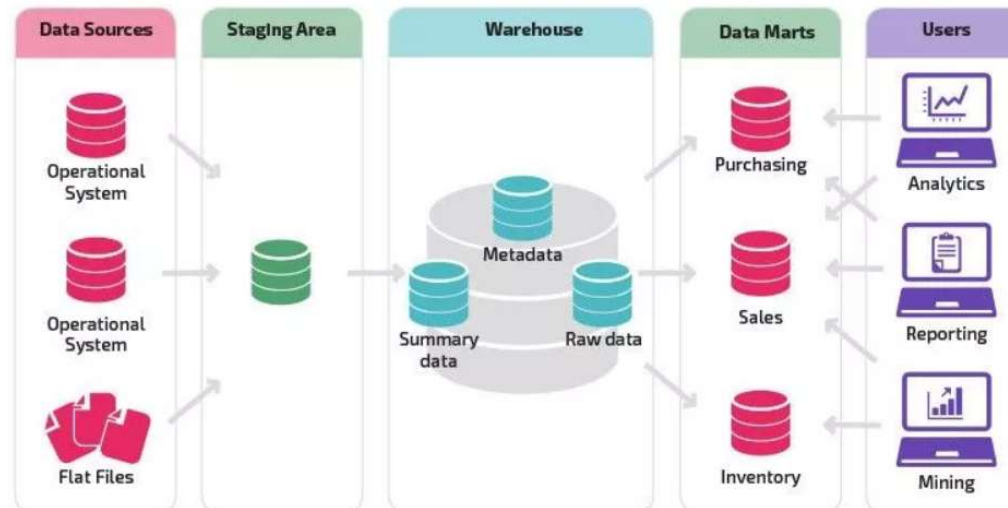 Data Sources
Staging Area
Warehouse
Data Marts
Users
Operational
System
Operational
System
Flat Files
Metadata
Summary
data
Raw data
Purchasing
Sales
Inventory
Analytics
Reporting
Mining